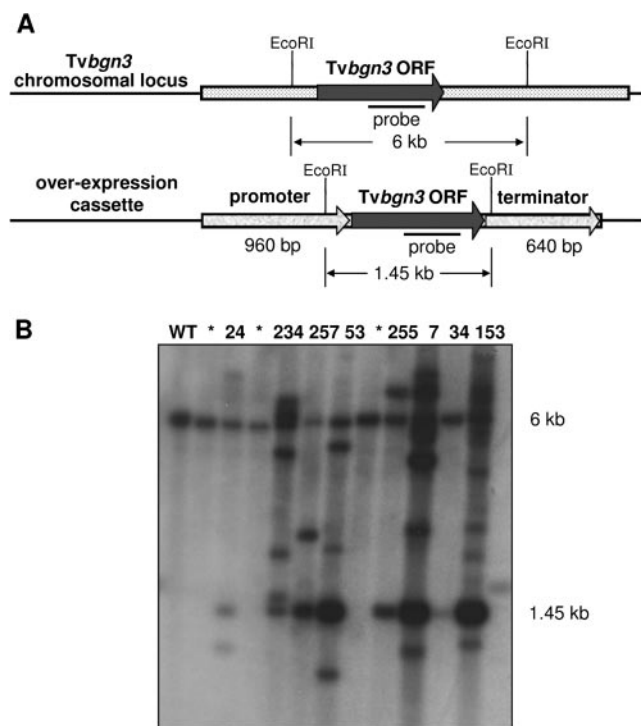 A
EcoRI EcoRI
Tvbgn3 Tvbgn3 ORF
chromosomal locus
probe
6 kb
EcoRI EcoRI
over-expression promoter Tvbgn3 ORF terminator
cassette
960 bp probe 640 bp
1.45 kb
B WT * 24 * 234 257 53 * 255 7 34 153
6 kb
1.45 kb